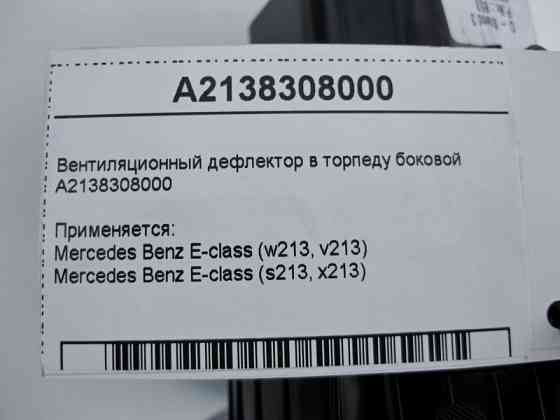 A2138308000
Вентиляционный дефлектор в торпеду боковой
A2138308000
Применяется:
Mercedes Benz E-class (w213, v213)
Mercedes Benz E-class (s213, x213)